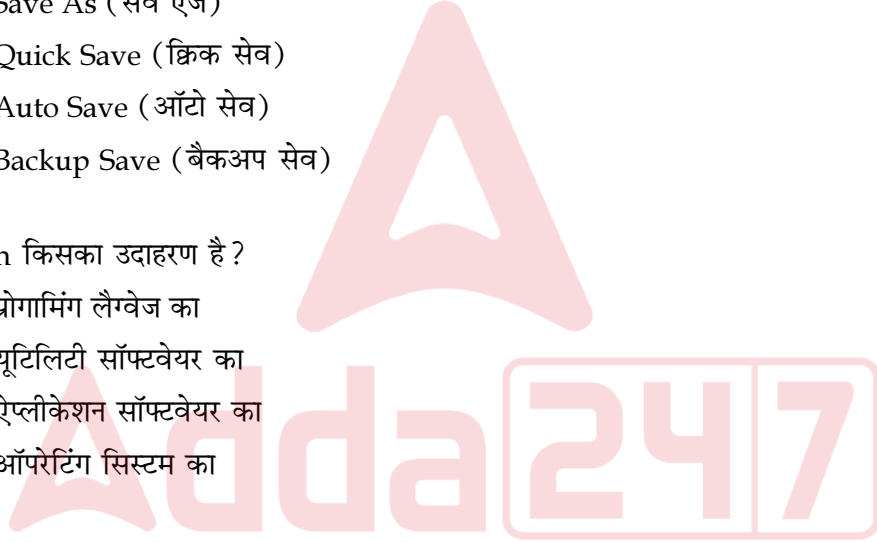 Save As (सेव एज)
Quick Save (क्विक सेव)
Auto Save (ऑटो सेव)
Backup Save (बैकअप सेव)
n किसका उदाहरण है?
प्रोगामिंग लैग्वेज का
यूटिलिटी सॉफ्टवेयर का
ऐप्लीकेशन सॉफ्टवेयर का
ऑपरेटिंग सिस्टम का
Adda247